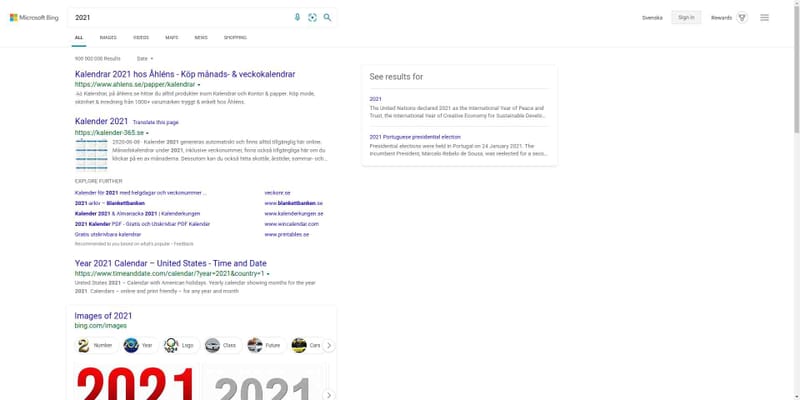 Microsoft Bing
2021
Svenska
Sign in
Rewards
ALL
IMAGES
VIDEOS
MAPS
NEWS
SHOPPING
900 000 000 Results
Date
Kalendrar 2021 hos Åhléns - Köp månads- & veckokalendrar
https://www.ahlens.se/papper/kalendrar
Kalendrar, på åhléns.se hittar du alltid produkter inom Kalendrar och Kontor & papper. Köp mode,
skönhet & inredning från 1000+ varumärken tryggt & enkelt hos Åhléns.
Kalender 2021 Translate this page
https://kalender-365.se
2020-06-09 · Kalender 2021 genereras automatiskt och finns alltid tillgänglig här online.
Månadskalendrar under 2021, inklusive veckonummer, finns också tillgängliga här om du
klickar på en av månaderna. Dessutom kan du också hitta skottår, årstider, sommar- och...
EXPLORE FURTHER
Kalender för 2021 med helgdagar och veckonummer ...
veckonr.se
2021-arkiv – Blankettbanken
www.blankettbanken.se
Kalender 2021 & Almanacka 2021 | Kalenderkungen
www.kalenderkungen.se
2021 Kalender PDF - Gratis och Utskrivbar PDF Kalender
www.wincalendar.com
Gratis utskrivbara kalendrar
www.printables.se
Recommended to you based on what's popular • Feedback
Year 2021 Calendar – United States - Time and Date
https://www.timeanddate.com/calendar/?year=2021&country=1
United States 2021 – Calendar with American holidays. Yearly calendar showing months for the year
2021. Calendars – online and print friendly – for any year and month
Images of 2021
bing.com/images
Number
Year
Logo
Class
Future
Cars
2021
2021
See results for
2021
The United Nations declared 2021 as the International Year of Peace and
Trust, the International Year of Creative Economy for Sustainable Develo...
2021 Portuguese presidential election
Presidential elections were held in Portugal on 24 January 2021. The
incumbent President, Marcelo Rebelo de Sousa, was reelected for a seco...